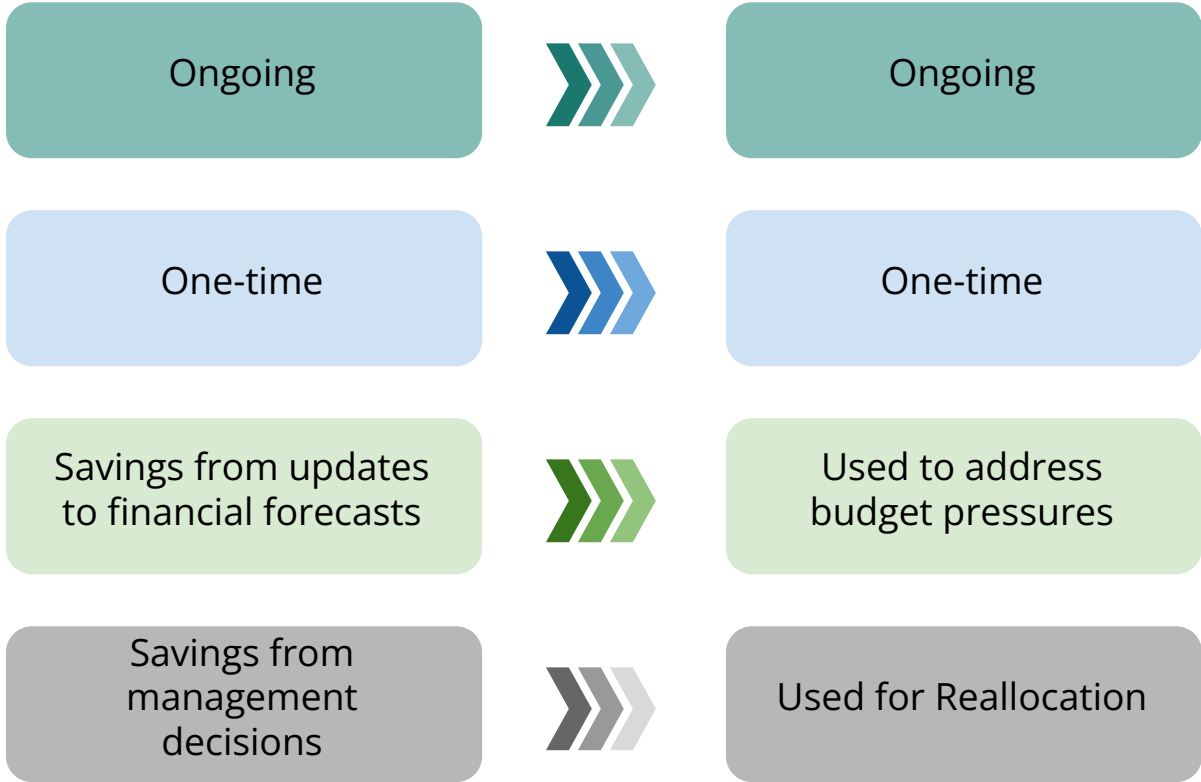 Ongoing
Ongoing
One-time
One-time
Savings from updates
to financial forecasts
Used to address
budget pressures
Savings from
management
decisions
Used for Reallocation